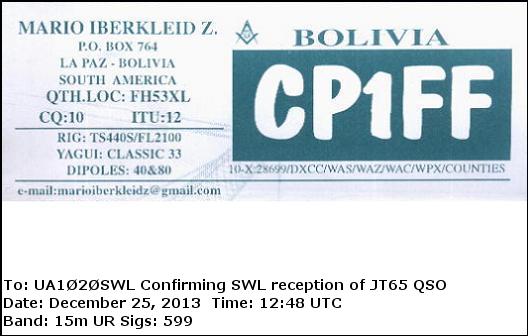 MARIO IBERKLEID Z.
P.O. BOX 764
LA PAZ - BOLIVIA
SOUTH AMERICA
QTH.LOC: FH53XL
CQ:10 ITU:12
RIG: TS440S/FL2100
YAGUI: CLASSIC 33
DIPOLES: 40&80
e-mail:marioiberkleidz@gmail.com
BOLIVIA
CP1FF
10-X:28699/DXCC/WAS/WAZ/WAC/WPX/COUNTIES
To: UA1Ø2ØSWL Confirming SWL reception of JT65 QSO
Date: December 25, 2013 Time: 12:48 UTC
Band: 15m UR Sigs: 599